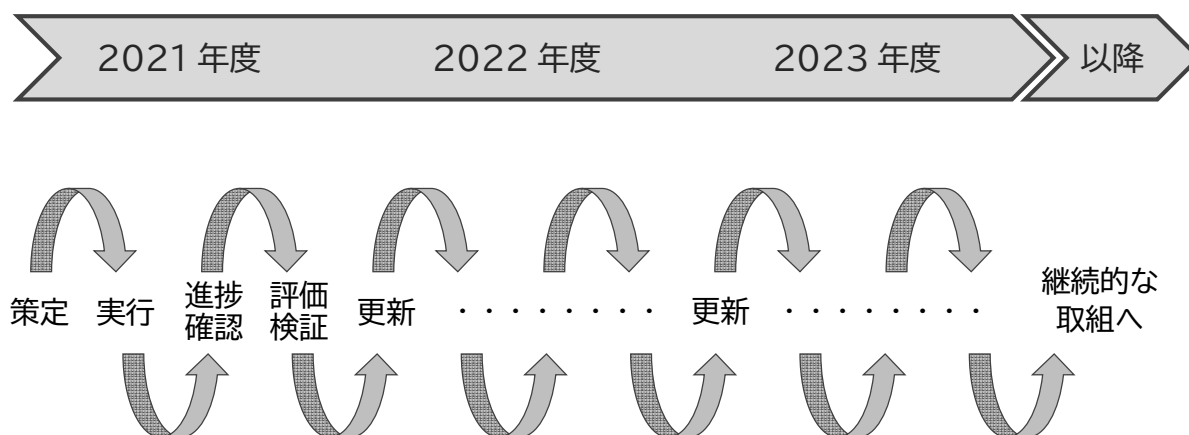 2021 年度 2022 年度 2023 年度 以降
策定 実行 進捗 評価 更新 ・・・・・・・・ 更新 ・・・・・・・・ 継続的な
確認 検証 取組へ